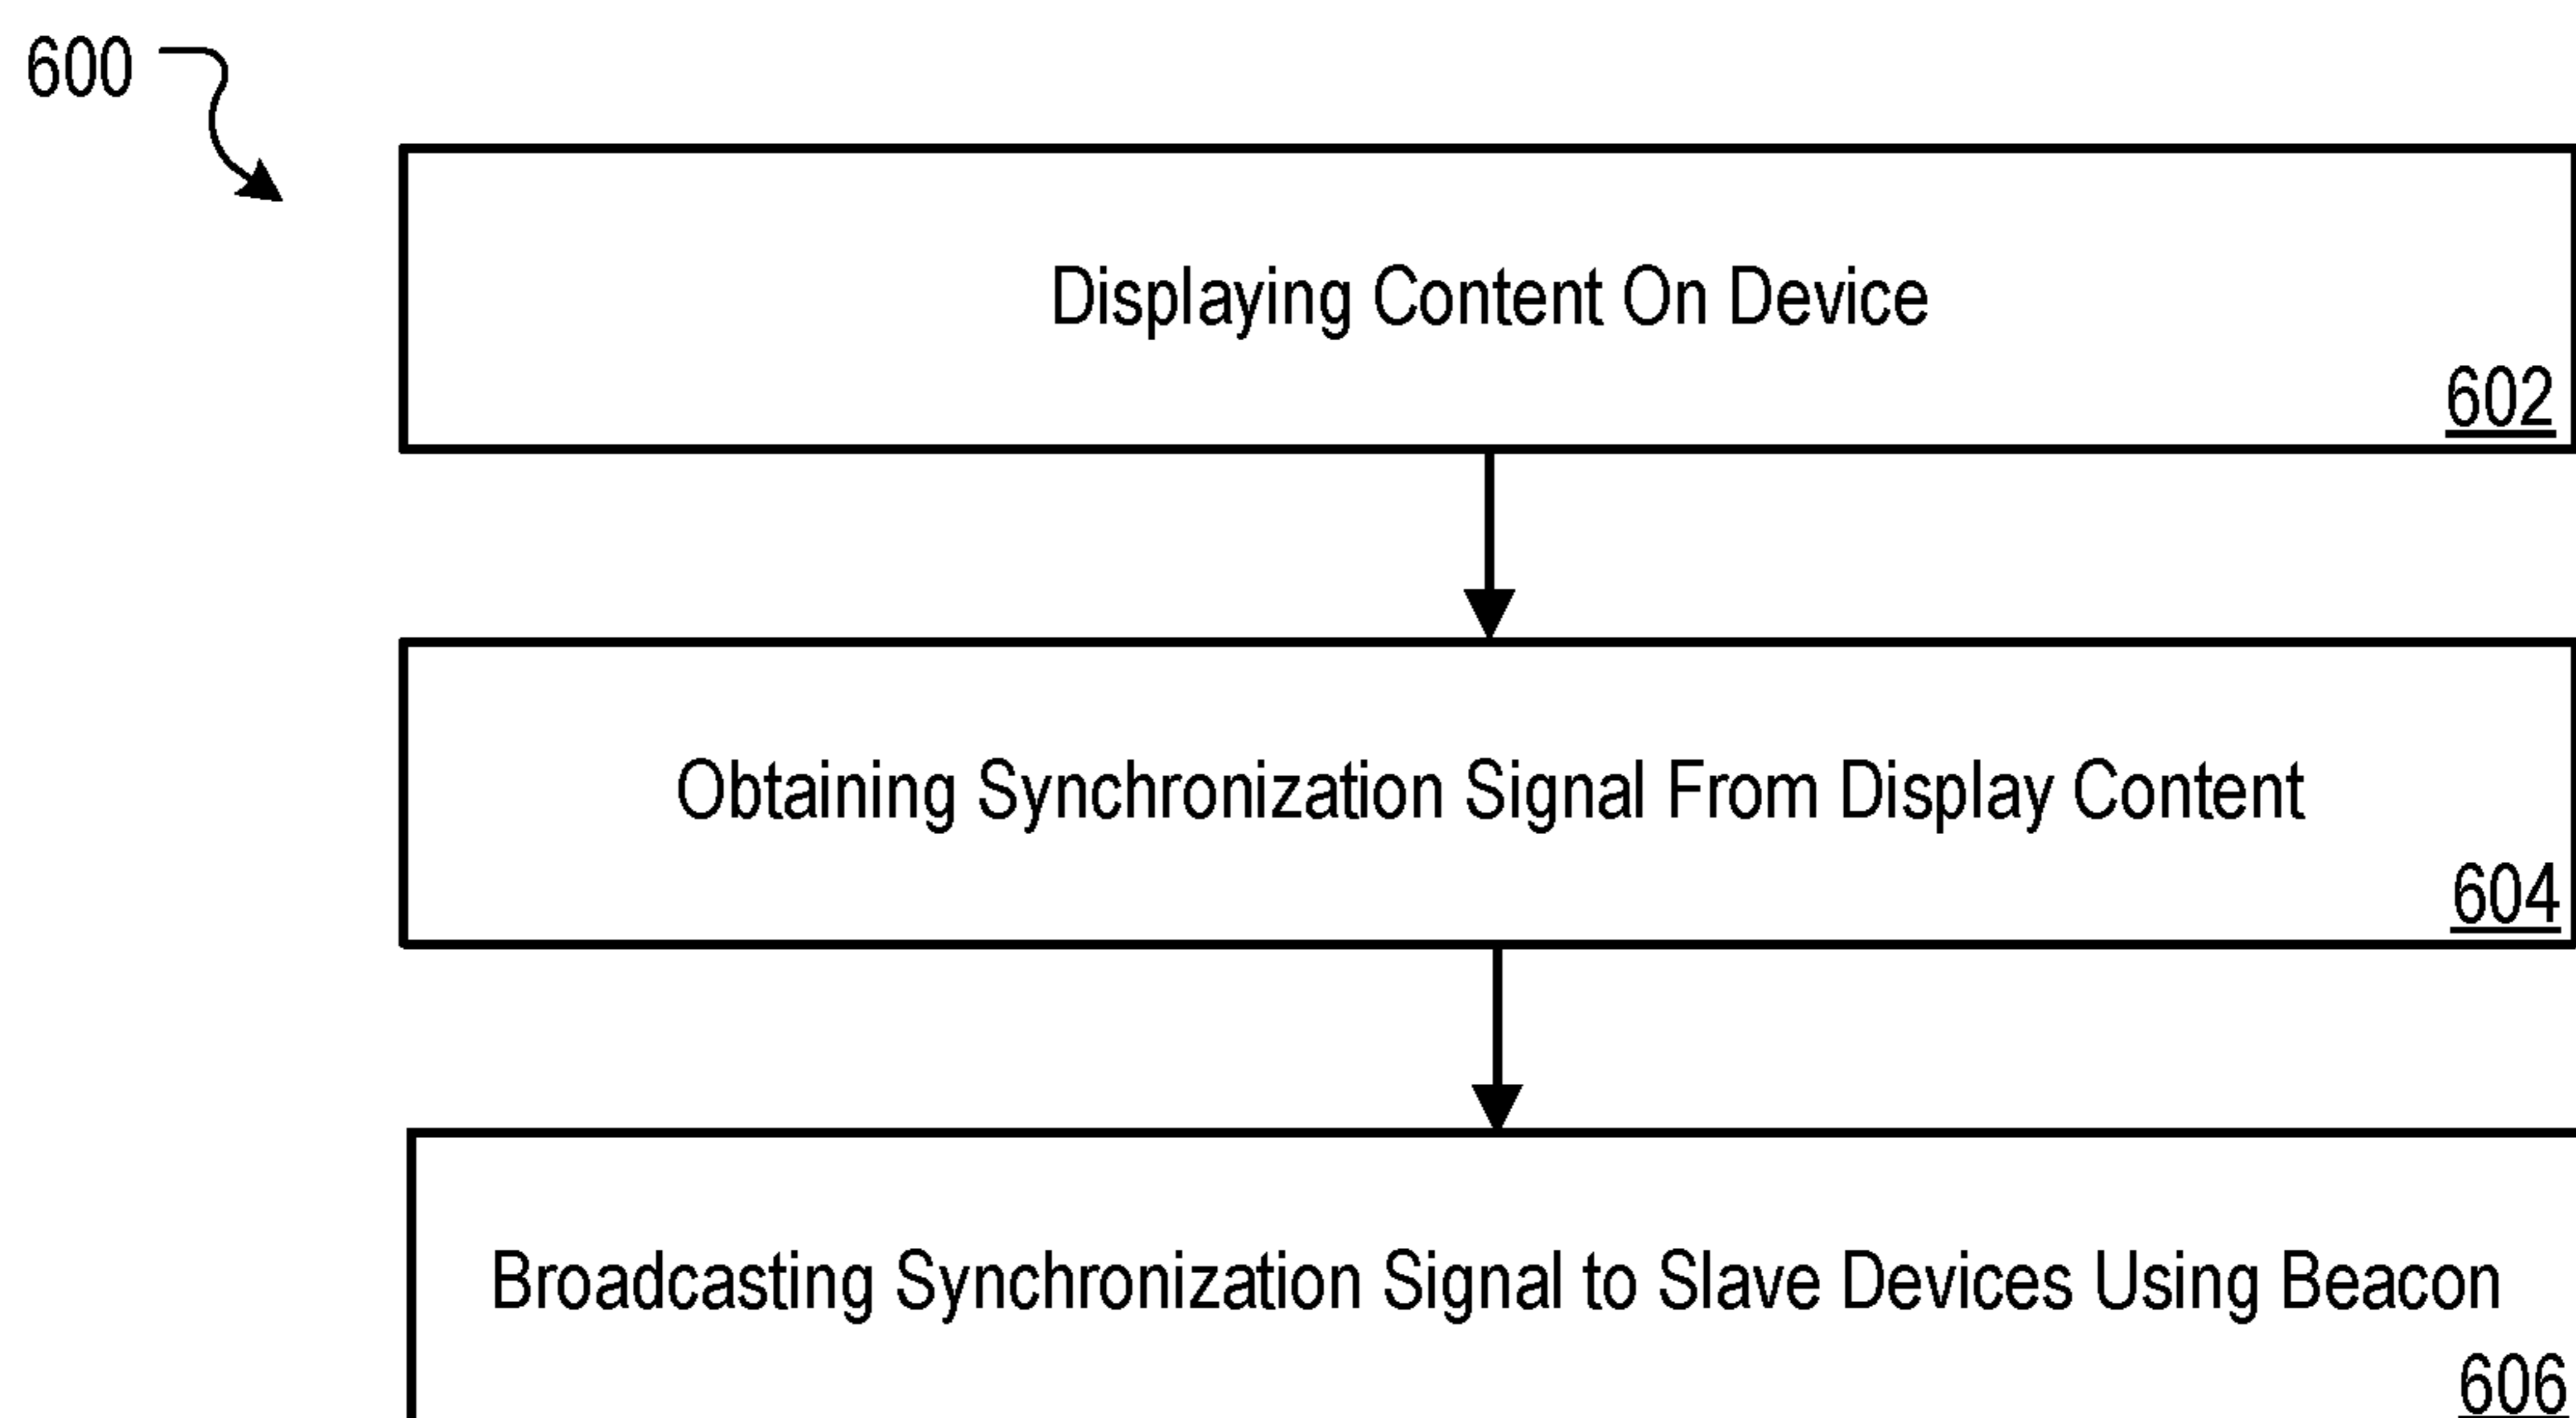 600
Displaying Content On Device
602
Obtaining Synchronization Signal From Display Content
604
Broadcasting Synchronization Signal to Slave Devices Using Beacon
606